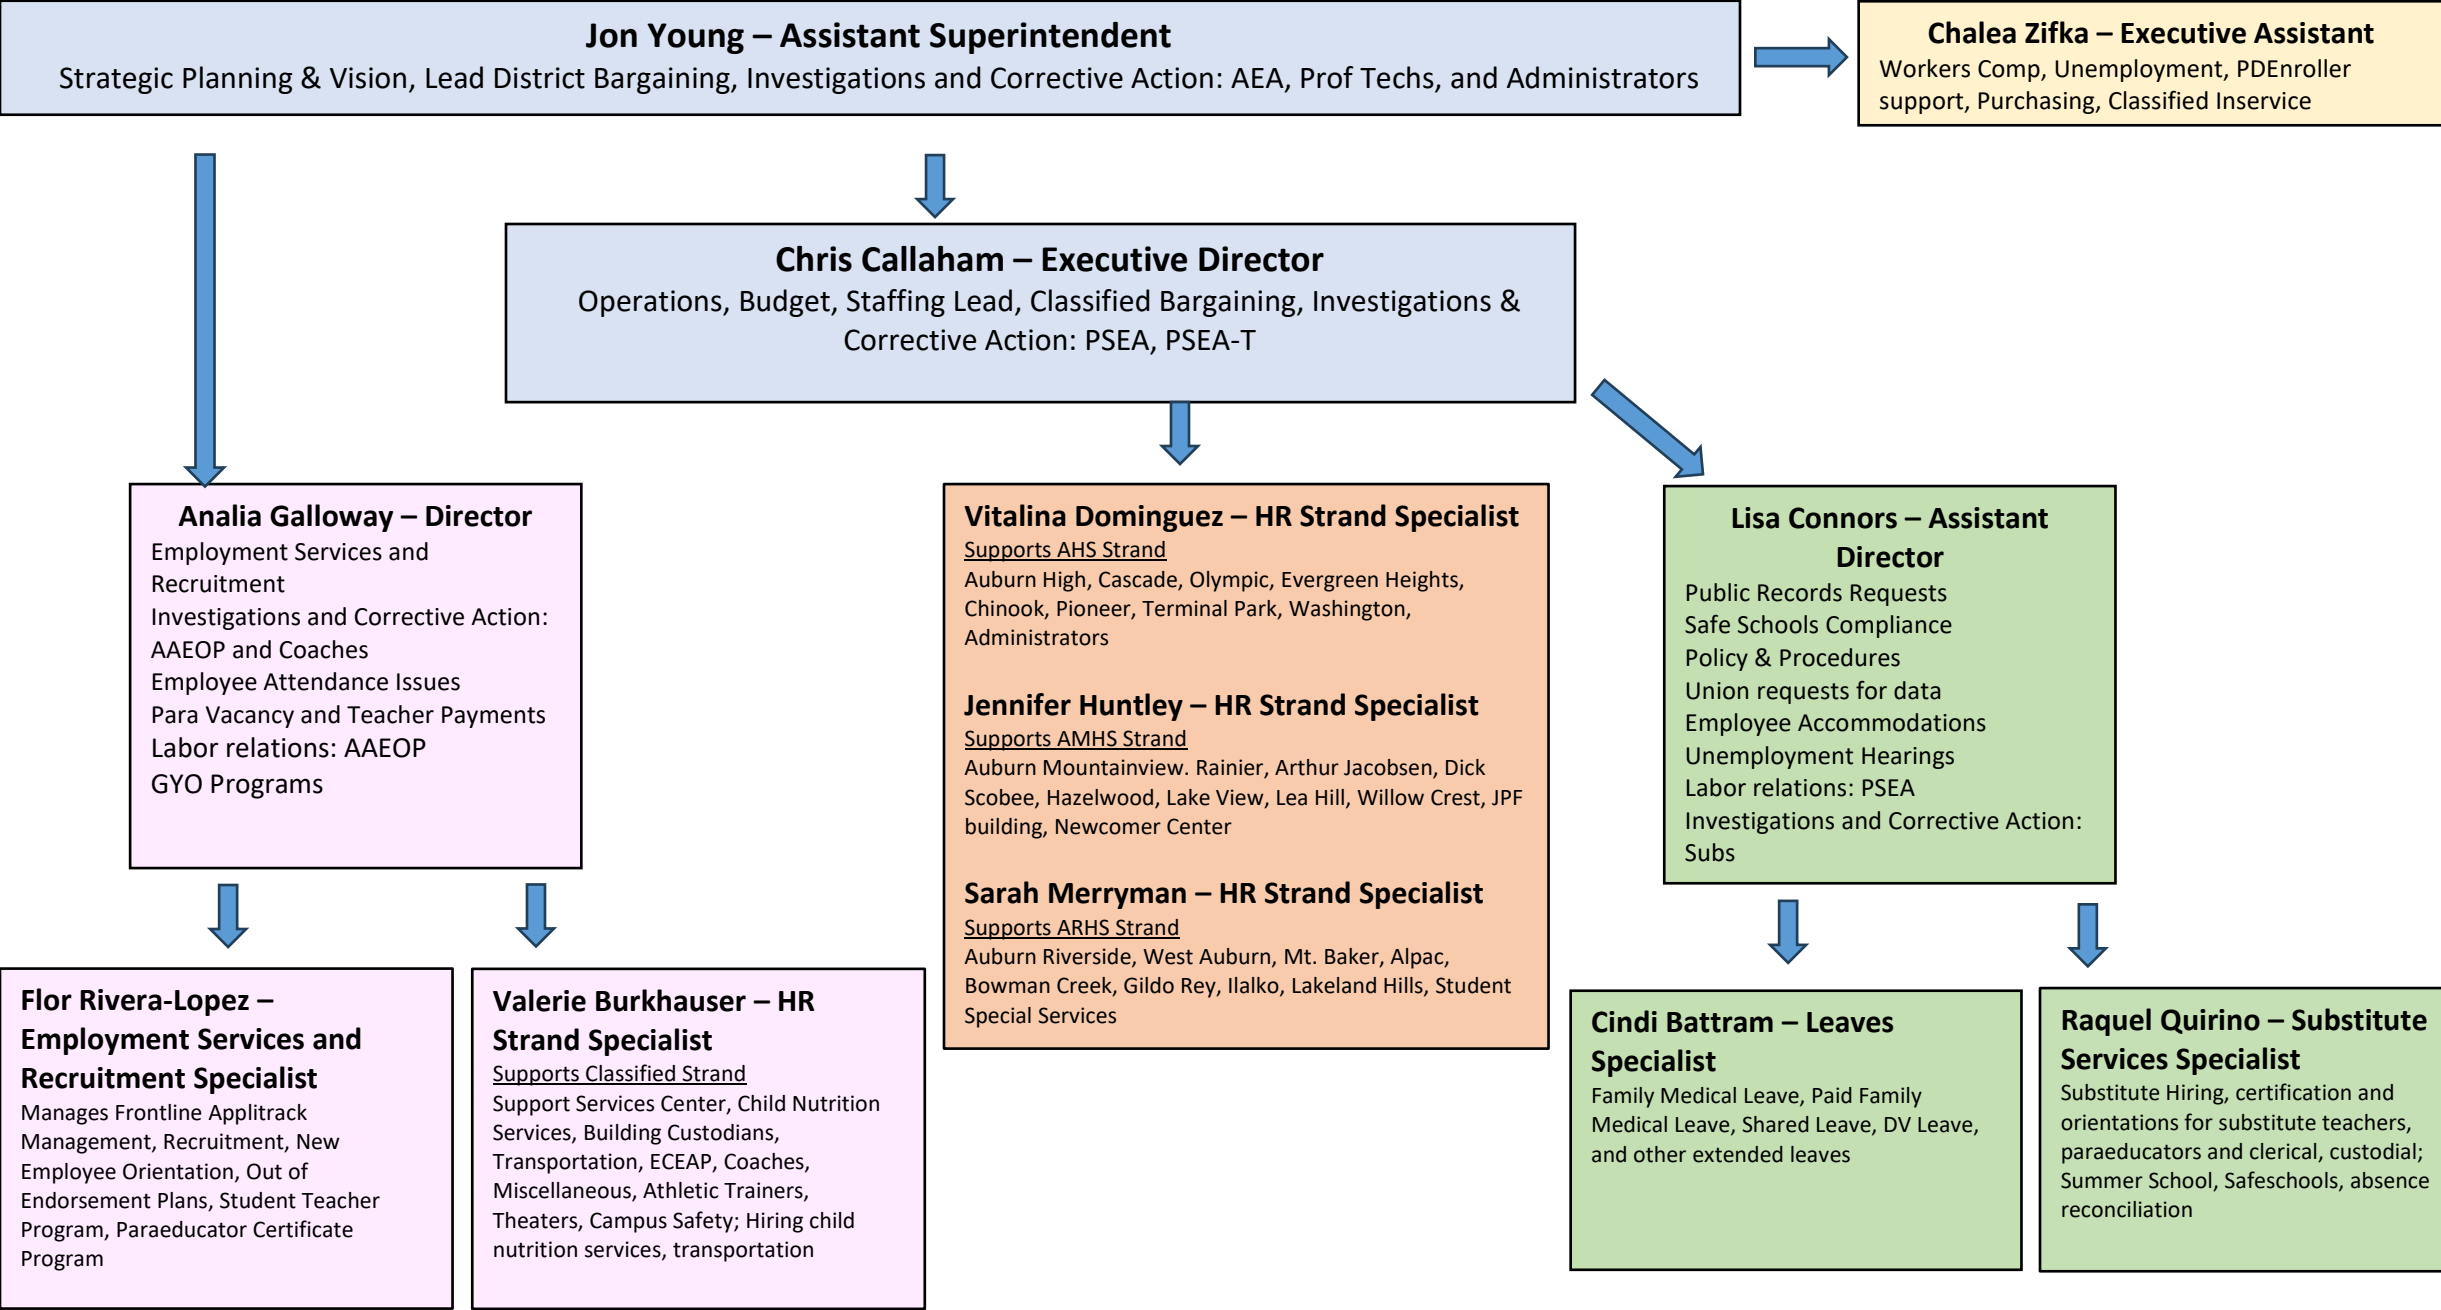 Jon Young – Assistant Superintendent
Strategic Planning & Vision, Lead District Bargaining, Investigations and Corrective Action: AEA, Prof Techs, and Administrators
Chalea Zifka – Executive Assistant
Workers Comp, Unemployment, PDEnroller
support, Purchasing, Classified Inservice
Chris Callaham – Executive Director
Operations, Budget, Staffing Lead, Classified Bargaining, Investigations &
Corrective Action: PSEA, PSEA-T
Analia Galloway – Director
Employment Services and
Recruitment
Investigations and Corrective Action:
AAEOP and Coaches
Employee Attendance Issues
Para Vacancy and Teacher Payments
Labor relations: AAEOP
GYO Programs
Vitalina Dominguez – HR Strand Specialist
Supports AHS Strand
Auburn High, Cascade, Olympic, Evergreen Heights,
Chinook, Pioneer, Terminal Park, Washington,
Administrators
Jennifer Huntley – HR Strand Specialist
Supports AMHS Strand
Auburn Mountainview. Rainier, Arthur Jacobsen, Dick
Scobee, Hazelwood, Lake View, Lea Hill, Willow Crest, JPF
building, Newcomer Center
Sarah Merryman – HR Strand Specialist
Supports ARHS Strand
Auburn Riverside, West Auburn, Mt. Baker, Alpac,
Bowman Creek, Gildo Rey, Ilalko, Lakeland Hills, Student
Special Services
Lisa Connors – Assistant
Director
Public Records Requests
Safe Schools Compliance
Policy & Procedures
Union requests for data
Employee Accommodations
Unemployment Hearings
Labor relations: PSEA
Investigations and Corrective Action:
Subs
Flor Rivera-Lopez –
Employment Services and
Recruitment Specialist
Manages Frontline Applitrack
Management, Recruitment, New
Employee Orientation, Out of
Endorsement Plans, Student Teacher
Program, Paraeducator Certificate
Program
Valerie Burkhauser – HR
Strand Specialist
Supports Classified Strand
Support Services Center, Child Nutrition
Services, Building Custodians,
Transportation, ECEAP, Coaches,
Miscellaneous, Athletic Trainers,
Theaters, Campus Safety; Hiring child
nutrition services, transportation
Cindi Battram – Leaves
Specialist
Family Medical Leave, Paid Family
Medical Leave, Shared Leave, DV Leave,
and other extended leaves
Raquel Quirino – Substitute
Services Specialist
Substitute Hiring, certification and
orientations for substitute teachers,
paraeducators and clerical, custodial;
Summer School, Safeschools, absence
reconciliation